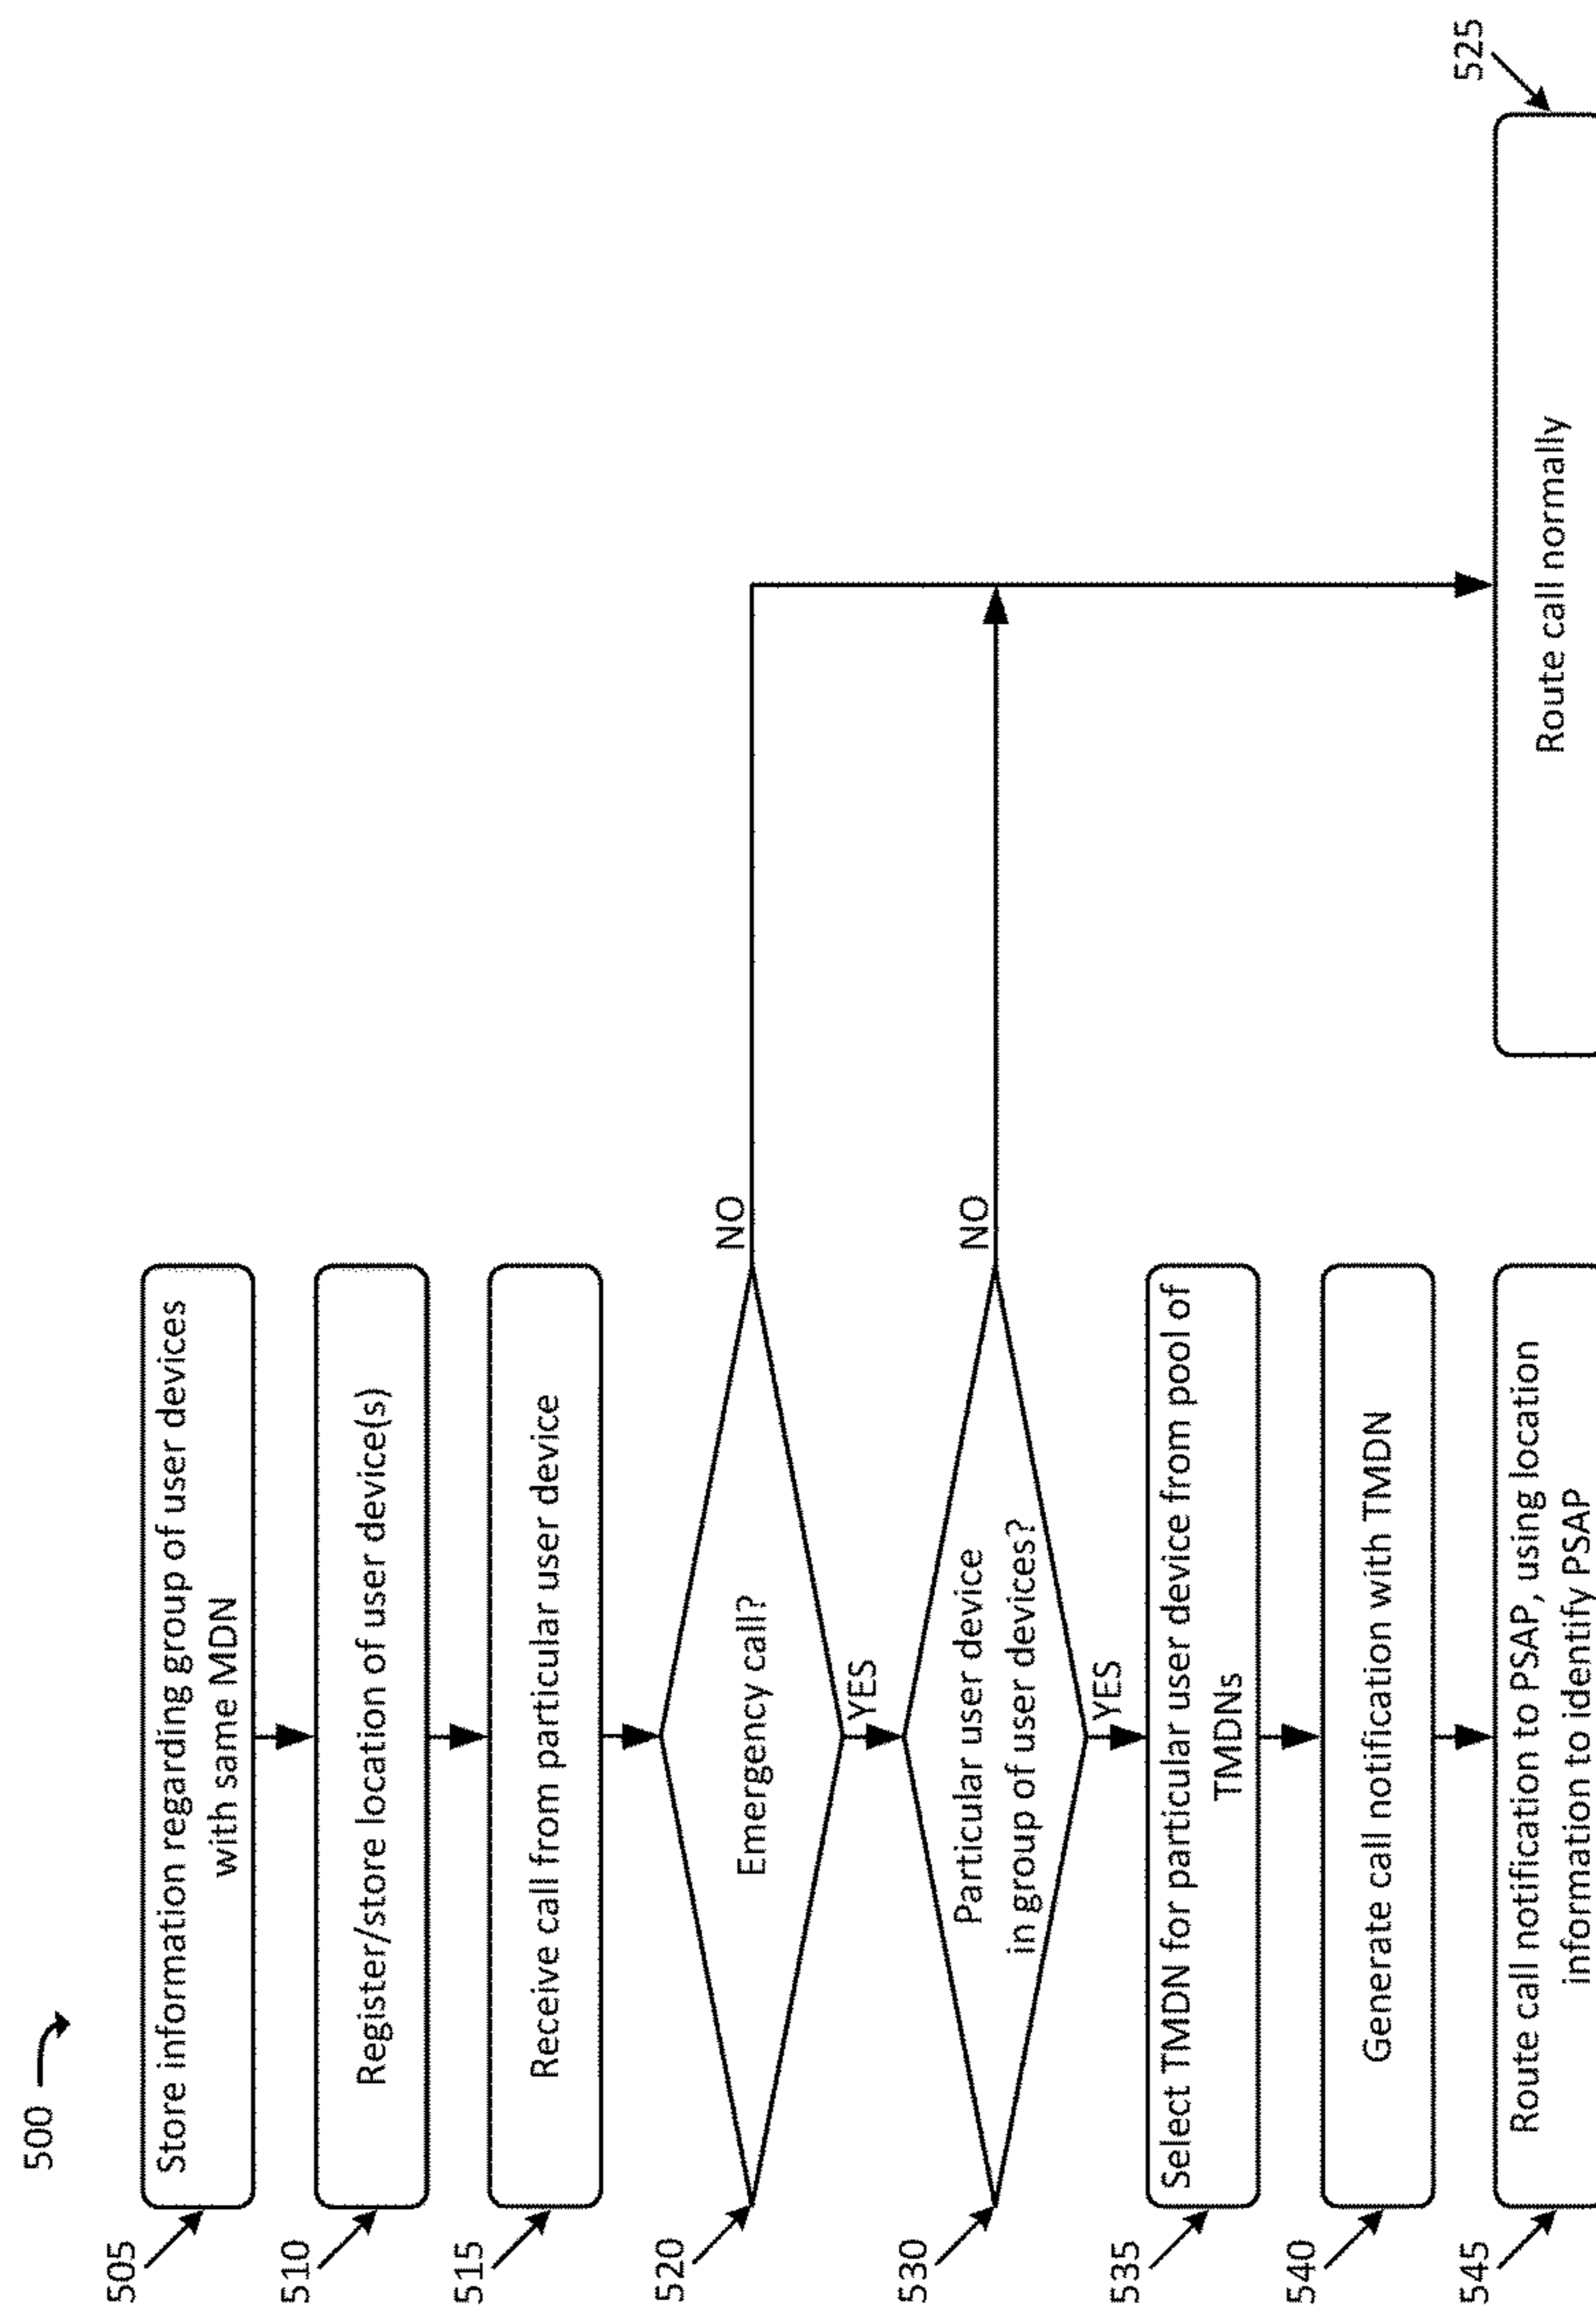 500
505
Store information regarding group of user devices
with same MDN
510
Register/store location of user device(s)
515
Receive call from particular user device
520
Emergency call?
NO
YES
530
Particular user device
in group of user devices?
NO
YES
535
Select TMDN for particular user device from pool of
TMDNs
540
Generate call notification with TMDN
545
Route call notification to PSAP, using location
information to identify PSAP
525
Route call normally